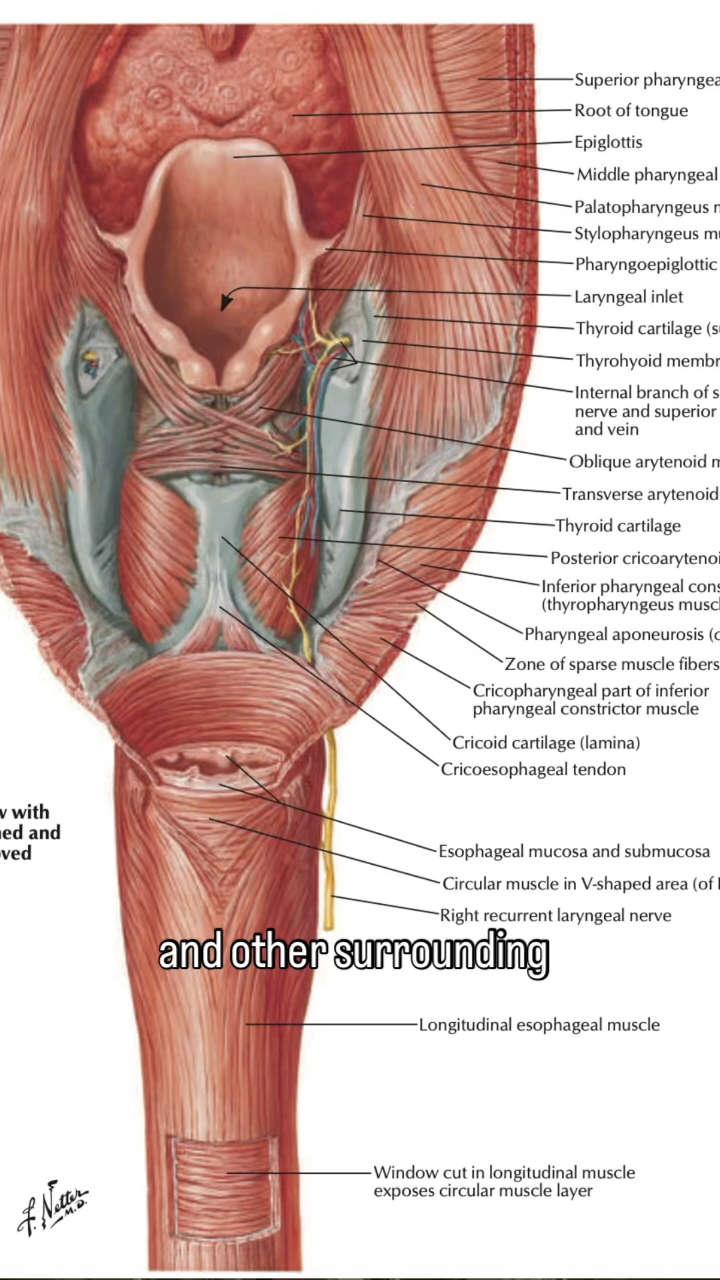 Superior pharyngea
Root of tongue
Epiglottis
Middle pharyngeal
Palatopharyngeus m
Stylopharyngeus mu
Pharyngoepiglottic
Laryngeal inlet
Thyroid cartilage (su
Thyrohyoid membr
Internal branch of s
nerve and superior
and vein
Oblique arytenoid m
Transverse arytenoid
Thyroid cartilage
Posterior cricoarytenoi
Inferior pharyngeal cons
(thyropharyngeus muscl
Pharyngeal aponeurosis (c
Zone of sparse muscle fibers
Cricopharyngeal part of inferior
pharyngeal constrictor muscle
Cricoid cartilage (lamina)
Cricoesophageal tendon
w with
ned and
oved
Esophageal mucosa and submucosa
Circular muscle in V-shaped area (of L
Right recurrent laryngeal nerve
and other surrounding
Longitudinal esophageal muscle
Window cut in longitudinal muscle
exposes circular muscle layer
F. Netter
M.D.